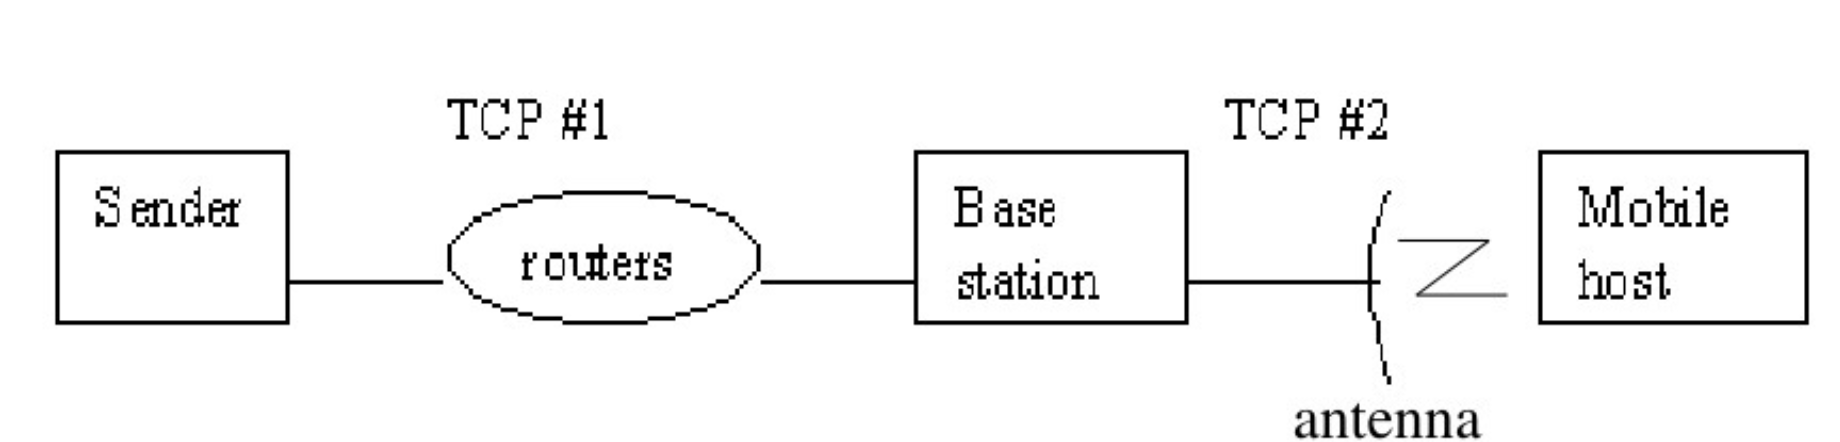 TCP #1
TCP #2
Sender
routers
Base
station
Mobile
host
antenna